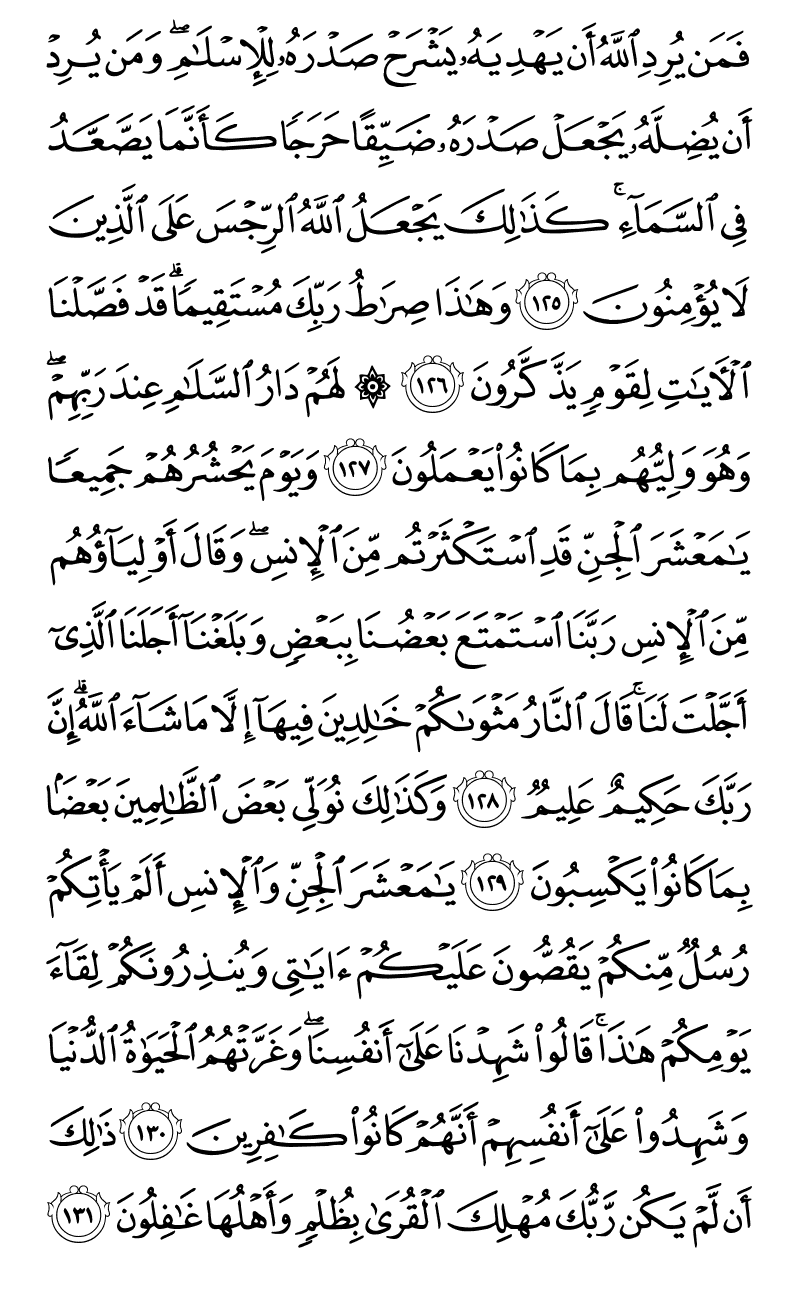 فَمَن يُرِدِ ٱللَّهُ أَن يَهْدِيَهُۥ يَشْرَحْ صَدْرَهُۥ لِلْإِسْلَٰمِ ۖ وَمَن يُرِدْ
أَن يُضِلَّهُۥ يَجْعَلْ صَدْرَهُۥ ضَيِّقًا حَرَجًا كَأَنَّمَا يَصَّعَّدُ
فِى ٱلسَّمَآءِ ۚ كَذَٰلِكَ يَجْعَلُ ٱللَّهُ ٱلرِّجْسَ عَلَى ٱلَّذِينَ
لَا يُؤْمِنُونَ ١٢٥ وَهَٰذَا صِرَٰطُ رَبِّكَ مُسْتَقِيمًا ۗ قَدْ فَصَّلْنَا
ٱلْءَايَٰتِ لِقَوْمٍ يَذَّكَّرُونَ ١٢٦ ۞ لَهُمْ دَارُ ٱلسَّلَٰمِ عِندَ رَبِّهِمْ ۖ
وَهُوَ وَلِيُّهُم بِمَا كَانُوا۟ يَعْمَلُونَ ١٢٧ وَيَوْمَ يَحْشُرُهُمْ جَمِيعًا
يَٰمَعْشَرَ ٱلْجِنِّ قَدِ ٱسْتَكْثَرْتُم مِّنَ ٱلْإِنسِ ۖ وَقَالَ أَوْلِيَآؤُهُم
مِّنَ ٱلْإِنسِ رَبَّنَا ٱسْتَمْتَعَ بَعْضُنَا بِبَعْضٍ وَبَلَغْنَآ أَجَلَنَا ٱلَّذِىٓ
أَجَّلْتَ لَنَا ۚ قَالَ ٱلنَّارُ مَثْوَىٰكُمْ خَٰلِدِينَ فِيهَآ إِلَّا مَا شَآءَ ٱللَّهُ ۗ إِنَّ
رَبَّكَ حَكِيمٌ عَلِيمٌ ١٢٨ وَكَذَٰلِكَ نُوَلِّى بَعْضَ ٱلظَّٰلِمِينَ بَعْضًۢا
بِمَا كَانُوا۟ يَكْسِبُونَ ١٢٩ يَٰمَعْشَرَ ٱلْجِنِّ وَٱلْإِنسِ أَلَمْ يَأْتِكُمْ
رُسُلٌ مِّنكُمْ يَقُصُّونَ عَلَيْكُمْ ءَايَٰتِى وَيُنذِرُونَكُمْ لِقَآءَ
يَوْمِكُمْ هَٰذَا ۚ قَالُوا۟ شَهِدْنَا عَلَىٰٓ أَنفُسِنَا ۖ وَغَرَّتْهُمُ ٱلْحَيَوٰةُ ٱلدُّنْيَا
وَشَهِدُوا۟ عَلَىٰٓ أَنفُسِهِمْ أَنَّهُمْ كَانُوا۟ كَٰفِرِينَ ١٣٠ ذَٰلِكَ
أَن لَّمْ يَكُن رَّبُّكَ مُهْلِكَ ٱلْقُرَىٰ بِظُلْمٍ وَأَهْلُهَا غَٰفِلُونَ ١٣١